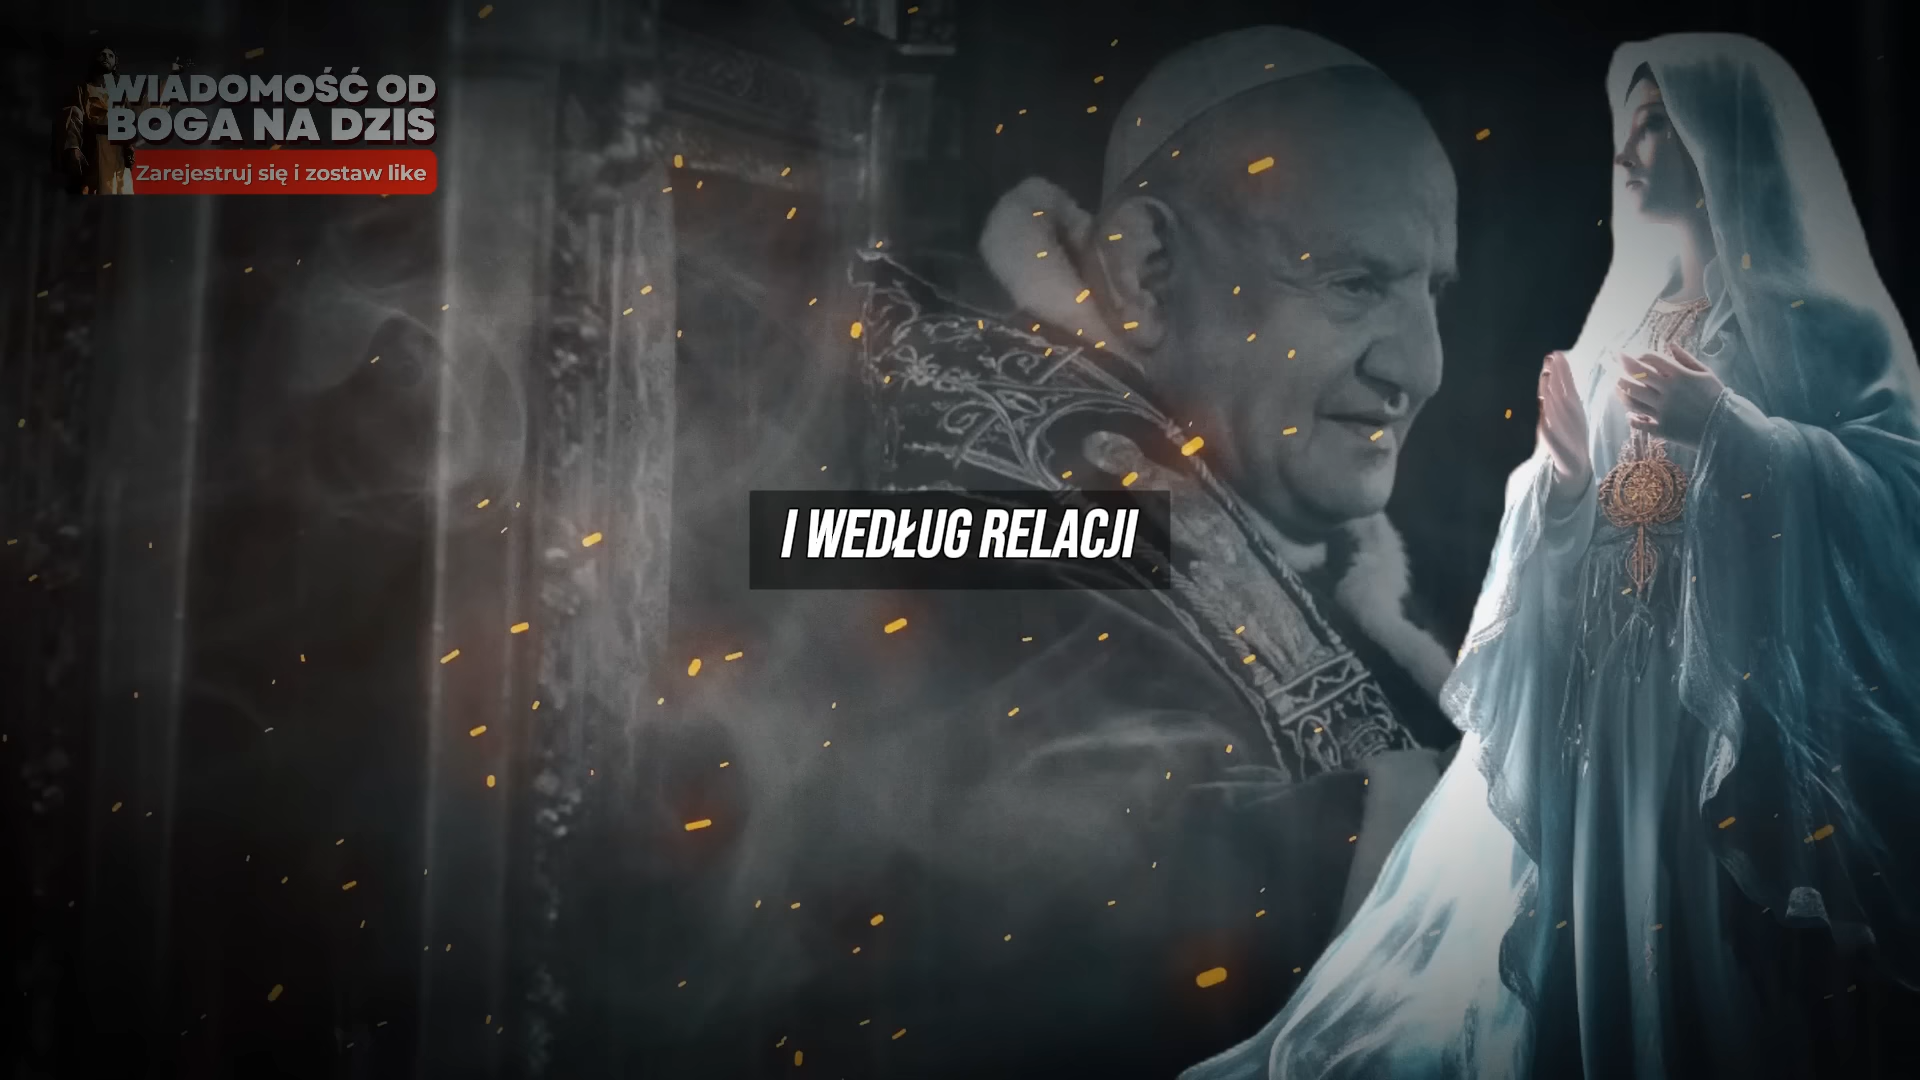 WIADOMOŚĆ OD
BOGA NA DZIS
Zarejestruj się i zostaw like
I WEDŁUG RELACJI